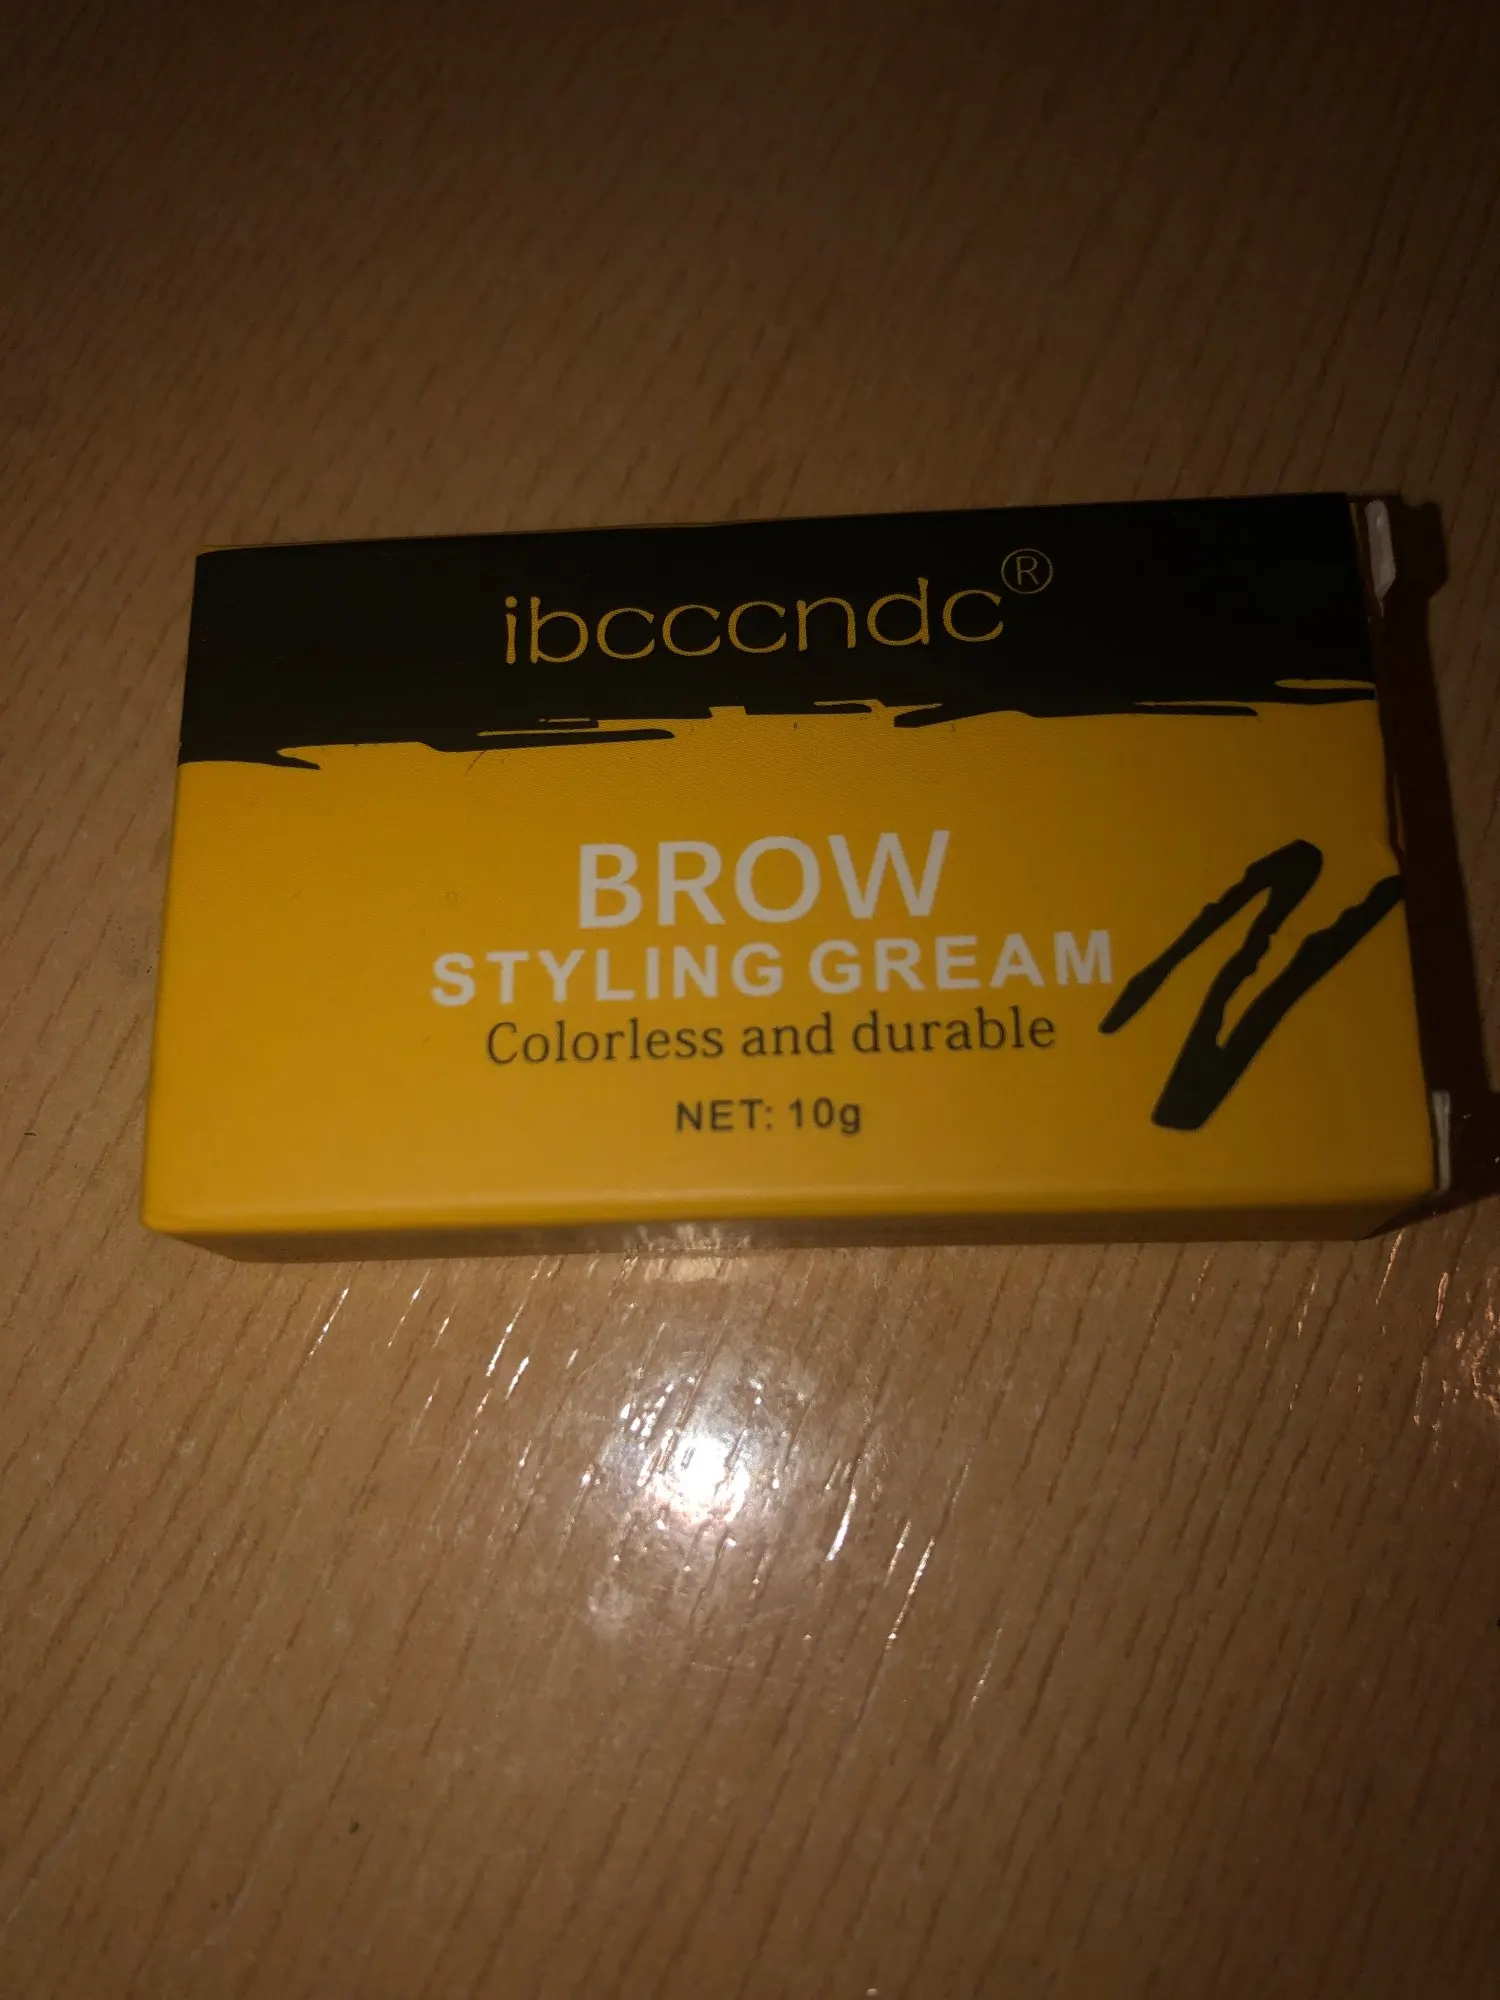 ibcccndc®
BROW
STYLING GREAM
Colorless and durable
NET: 10g